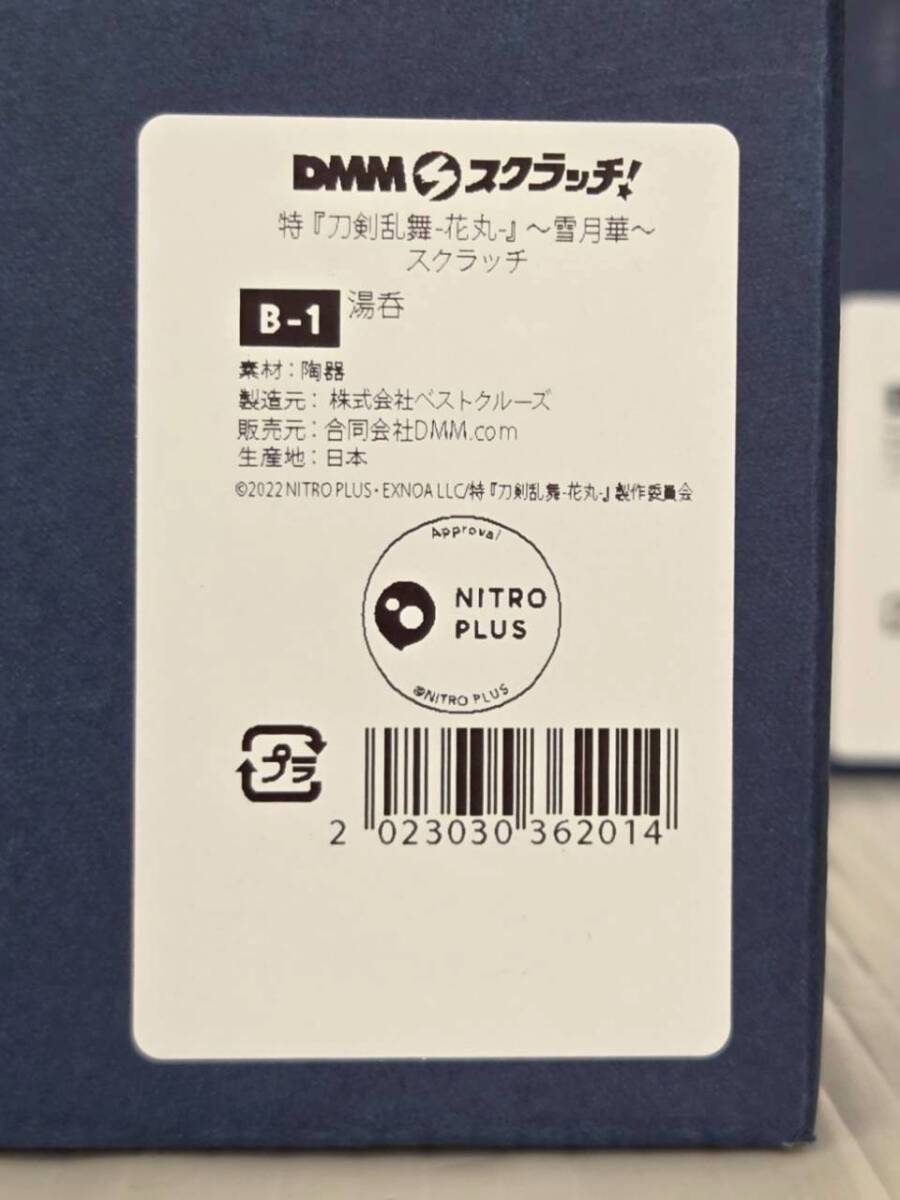 DMMスクラッチ!
特『刀剣乱舞-花丸-』～雪月華～
スクラッチ
B-1 湯呑
素材：陶器
製造元：株式会社ベストクルーズ
販売元：合同会社DMM.com
生産地：日本
©2022 NITRO PLUS・EXNOA LLC/特『刀剣乱舞-花丸-』製作委員会
Approval
NITRO
PLUS
©NITRO PLUS
プラ
2 023030 362014